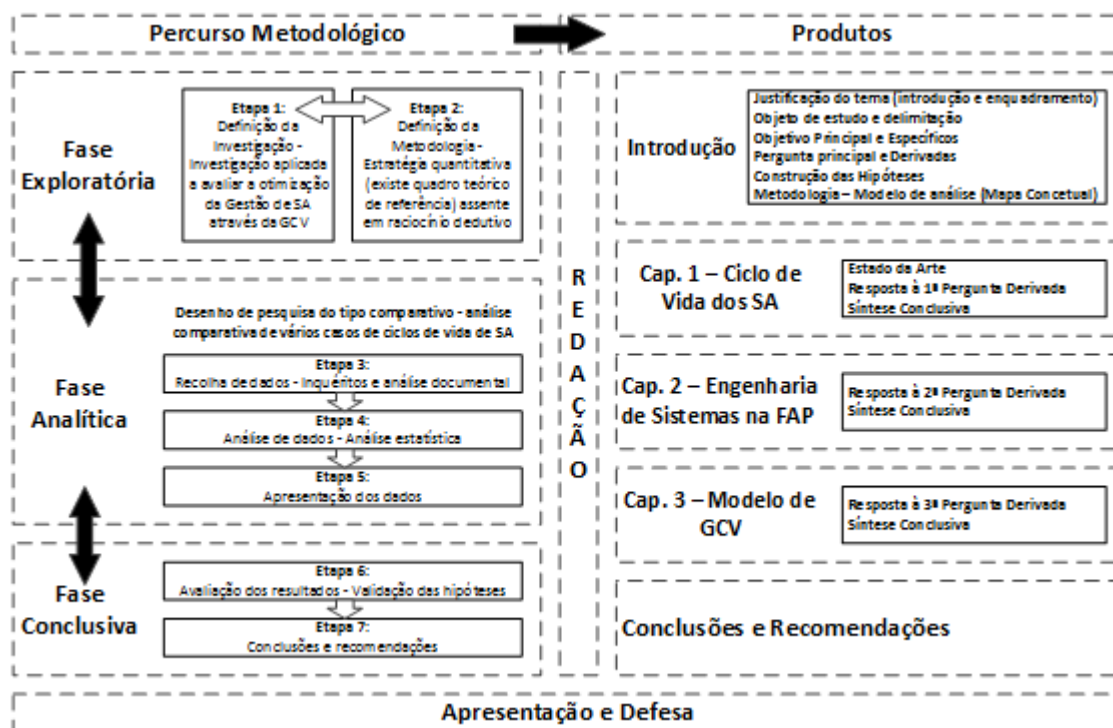 Percurso Metodológico
Produtos
Fase
Exploratória
Etapa 1:
Definição da
Investigação -
Investigação aplicada
a avaliar a otimização
da Gestão de SA
através da GCV
Etapa 2:
Definição da
Metodologia -
Estratégia quantitativa
(existe quadro teórico
de referência) assente
em raciocínio dedutivo
Fase
Analítica
Desenho de pesquisa do tipo comparativo - análise
comparativa de vários casos de ciclos de vida de SA
Etapa 3:
Recolha de dados - Inquéritos e análise documental
Etapa 4:
Análise de dados - Análise estatística
Etapa 5:
Apresentação dos dados
Fase
Conclusiva
Etapa 6:
Avaliação dos resultados - Validação das hipóteses
Etapa 7:
Conclusões e recomendações
R
E
D
A
Ç
Ã
O
Introdução
Justificação do tema (introdução e enquadramento)
Objeto de estudo e delimitação
Objetivo Principal e Específicos
Pergunta principal e Derivadas
Construção das Hipóteses
Metodologia – Modelo de análise (Mapa Concetual)
Cap. 1 – Ciclo de
Vida dos SA
Estado da Arte
Resposta à 1ª Pergunta Derivada
Síntese Conclusiva
Cap. 2 – Engenharia
de Sistemas na FAP
Resposta à 2ª Pergunta Derivada
Síntese Conclusiva
Cap. 3 – Modelo de
GCV
Resposta à 3ª Pergunta Derivada
Síntese Conclusiva
Conclusões e Recomendações
Apresentação e Defesa